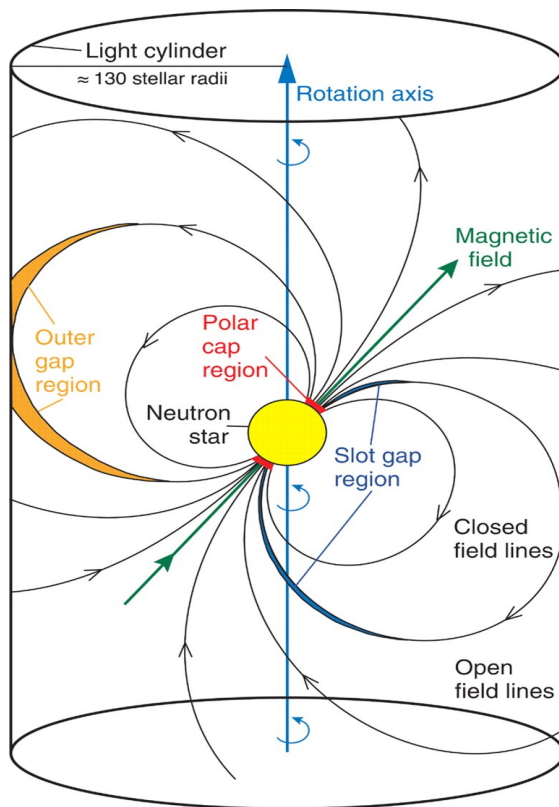 Light cylinder
≈ 130 stellar radii
Rotation axis
Magnetic
field
Polar
cap
region
Outer
gap
region
Neutron
star
Slot gap
region
Closed
field lines
Open
field lines